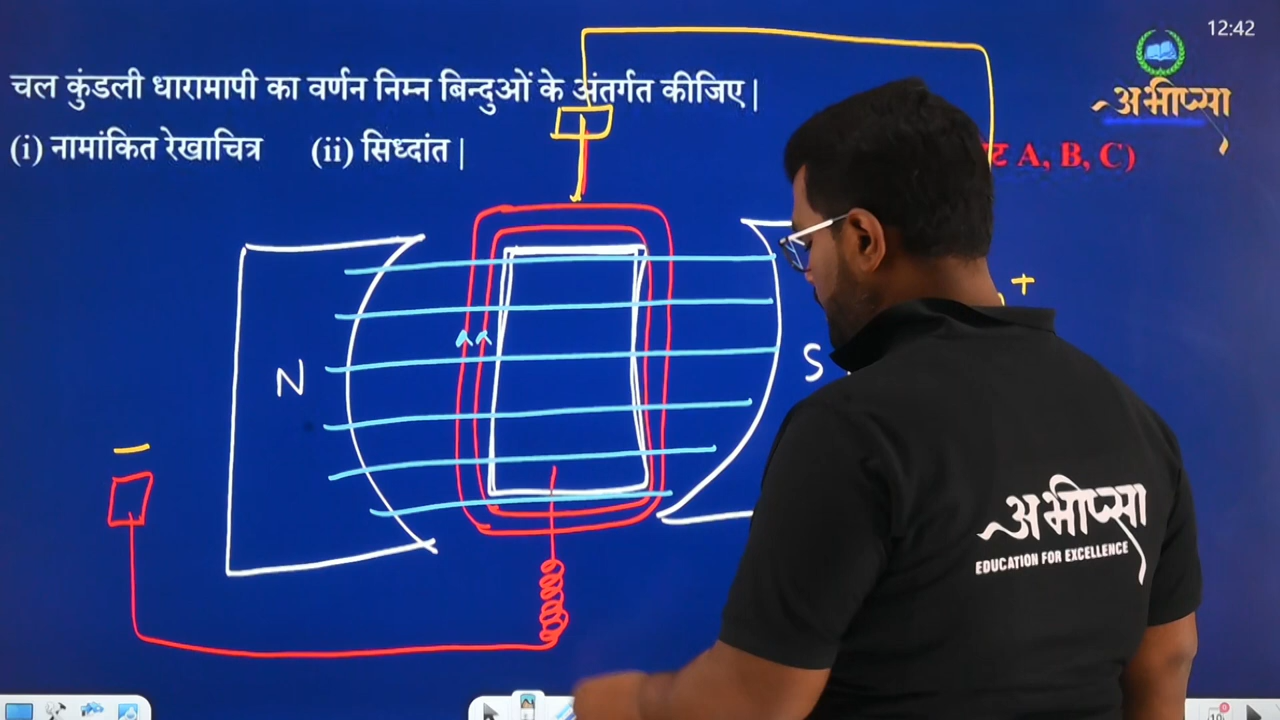 12:42
अभीप्सा
चल कुंडली धारामापी का वर्णन निम्न बिन्दुओं के अंतर्गत कीजिए |
(i) नामांकित रेखाचित्र (ii) सिध्दांत | A, B, C)
+
N
S
−
अभीप्सा
EDUCATION FOR EXCELLENCE